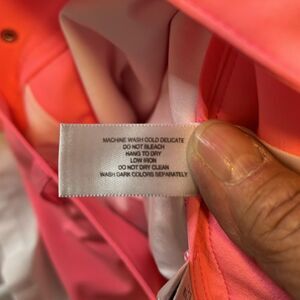 MACHINE WASH COLD DELICATE
DO NOT BLEACH
HANG TO DRY
LOW IRON
DO NOT DRY CLEAN
WASH DARK COLORS SEPARATELY